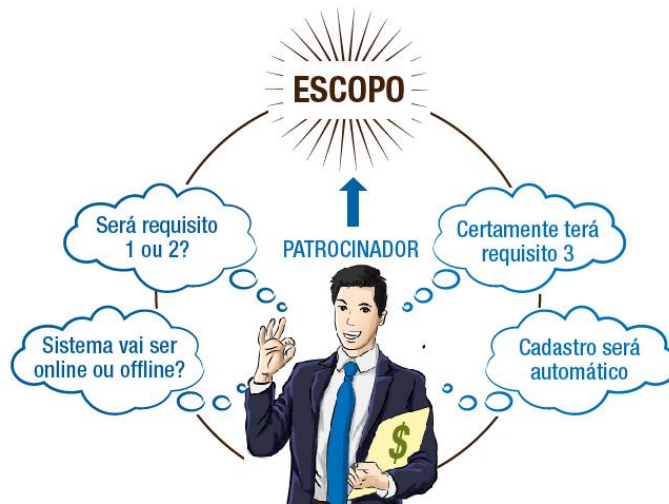 ESCOPO
Será requisito
1 ou 2?
PATROCINADOR
Certamente terá
requisito 3
Sistema vai ser
online ou offline?
Cadastro será
automático
$